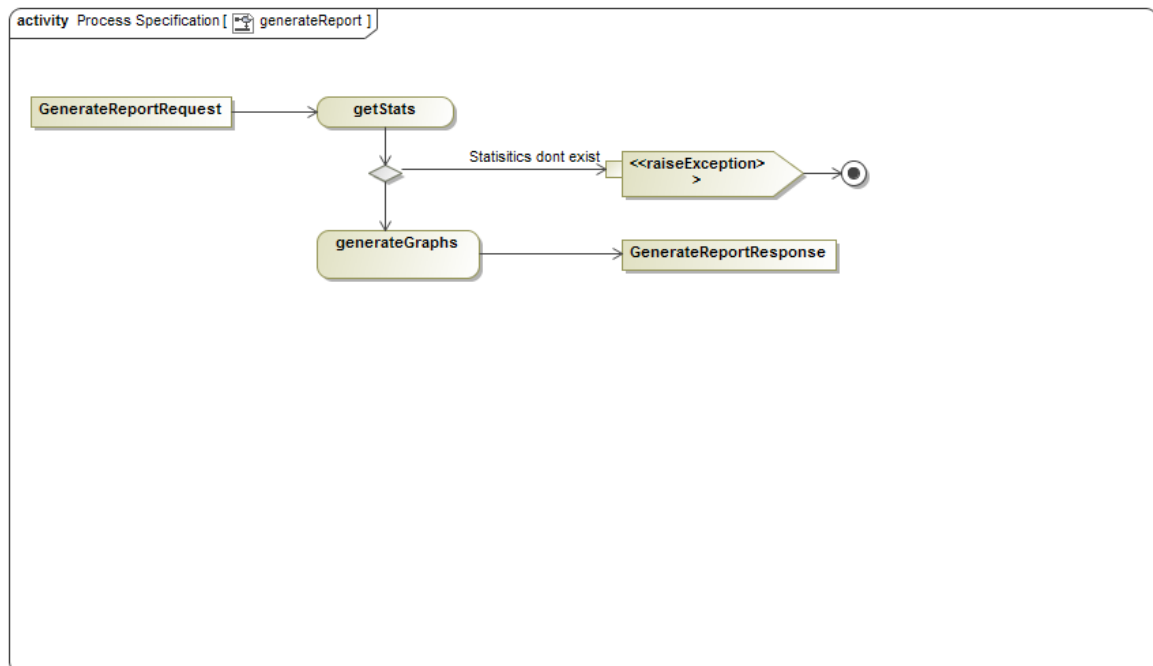 activity Process Specification [ generateReport ]
GenerateReportRequest
getStats
Statisitics dont exist
<<raiseException>
>
generateGraphs
GenerateReportResponse